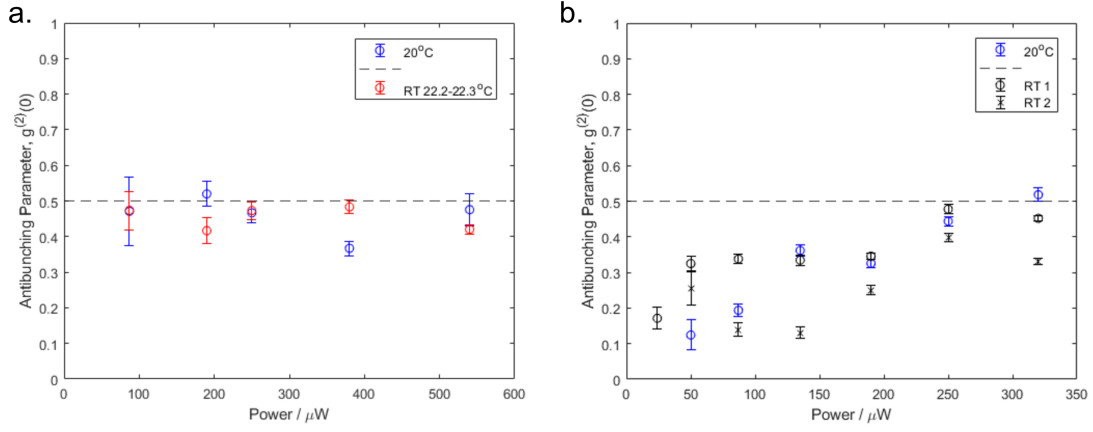 a.
1
0.9
0.8
0.7
0.6
0.5
0.4
0.3
0.2
0.1
0
0 100 200 300 400 500 600
Antibunching Parameter, g⁽²⁾(0)
Power / μW
20°C
RT 22.2-22.3°C
b.
1
0.9
0.8
0.7
0.6
0.5
0.4
0.3
0.2
0.1
0
0 50 100 150 200 250 300 350
Antibunching Parameter, g⁽²⁾(0)
Power / μW
20°C
RT 1
RT 2